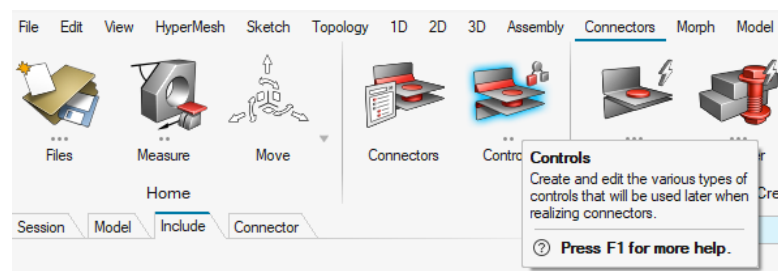 File Edit View HyperMesh Sketch Topology 1D 2D 3D Assembly Connectors Morph Model
Files Measure Move Connectors
Home
Session Model Include Connector
Controls
Create and edit the various types of
controls that will be used later when
realizing connectors.
Press F1 for more help.